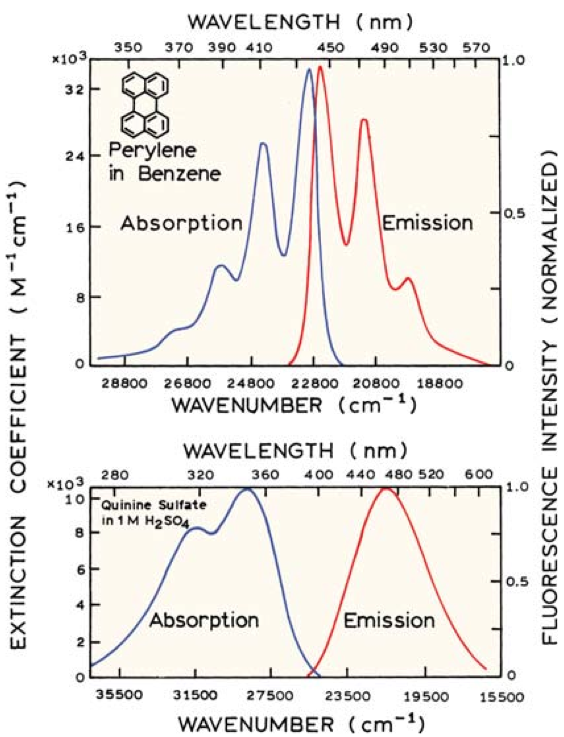 WAVELENGTH (nm)
350 370 390 410 450 490 510 530 570
×10³
32
24
16
8
0
Perylene
in Benzene
Absorption
Emission
1.0
0.5
0
28800 26800 24800 22800 20800 18800
WAVENUMBER (cm⁻¹)
EXTINCTION COEFFICIENT (M⁻¹cm⁻¹)
FLUORESCENCE INTENSITY (NORMALIZED)
WAVELENGTH (nm)
280 320 360 400 440 480 520 600
×10³
10
8
6
4
2
0
Quinine Sulfate
in 1M H₂SO₄
Absorption
Emission
1.0
0.5
0
35500 31500 27500 23500 19500 15500
WAVENUMBER (cm⁻¹)